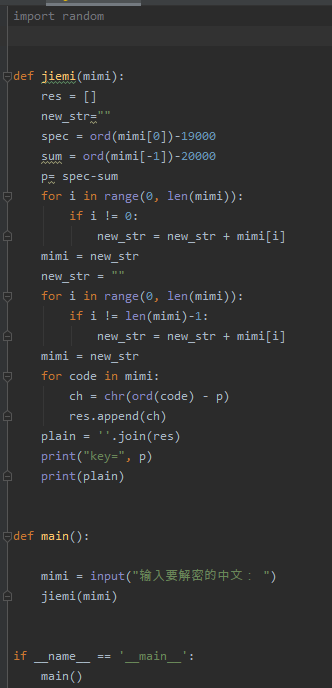 import random
def jiemi(mimi):
    res = []
    new_str=""
    spec = ord(mimi[0])-19000
    sum = ord(mimi[-1])-20000
    p= spec-sum
    for i in range(0, len(mimi)):
        if i != 0:
            new_str = new_str + mimi[i]
    mimi = new_str
    new_str = ""
    for i in range(0, len(mimi)):
        if i != len(mimi)-1:
            new_str = new_str + mimi[i]
    mimi = new_str
    for code in mimi:
        ch = chr(ord(code) - p)
        res.append(ch)
    plain = ''.join(res)
    print("key=", p)
    print(plain)
def main():
    mimi = input("输入要解密的中文： ")
    jiemi(mimi)
if __name__ == '__main__':
    main()